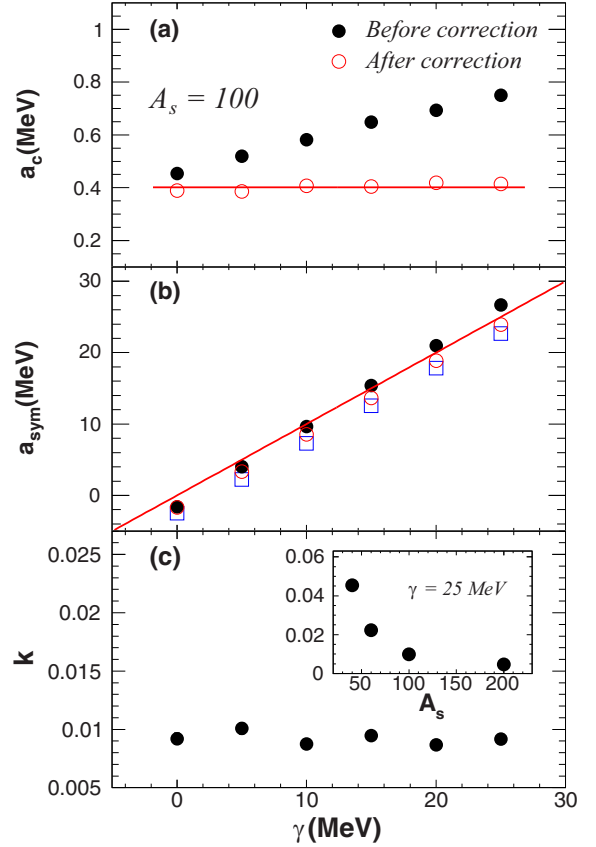 (a)
Before correction
After correction
A_s = 100
a_c(MeV)
1
0.8
0.6
0.4
0.2
(b)
a_sym(MeV)
30
20
10
0
(c)
k
0.025
0.02
0.015
0.01
0.005
0.06
0.04
0.02
0
γ = 25 MeV
50 100 150 200
A_s
0 10 20 30
γ(MeV)